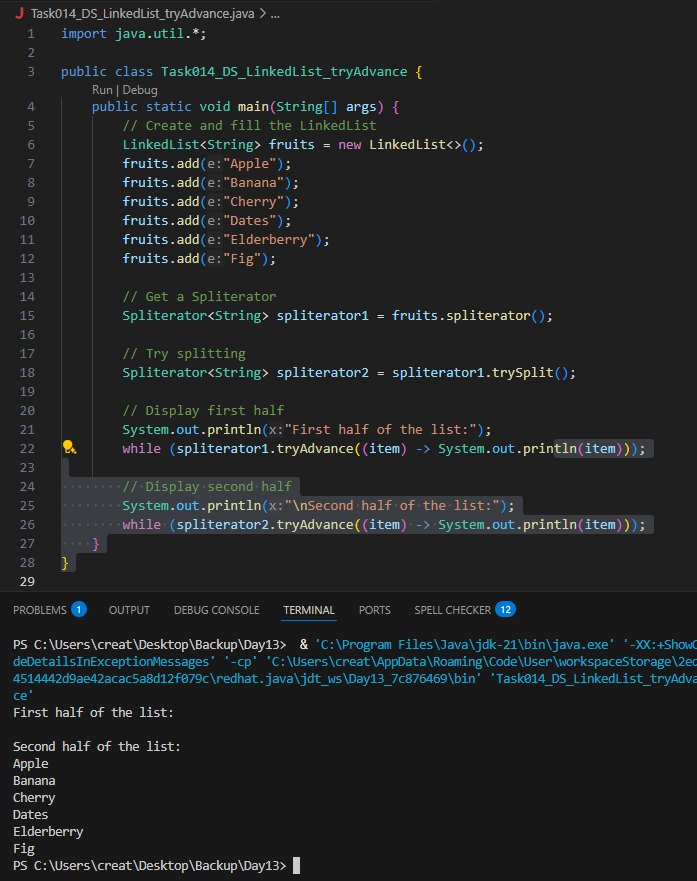 J Task014_DS_LinkedList_tryAdvance.java > ...
1 import java.util.*;
2
3 public class Task014_DS_LinkedList_tryAdvance {
Run | Debug
4 public static void main(String[] args) {
5 // Create and fill the LinkedList
6 LinkedList<String> fruits = new LinkedList<>();
7 fruits.add(e:"Apple");
8 fruits.add(e:"Banana");
9 fruits.add(e:"Cherry");
10 fruits.add(e:"Dates");
11 fruits.add(e:"Elderberry");
12 fruits.add(e:"Fig");
13
14 // Get a Spliterator
15 Spliterator<String> spliterator1 = fruits.spliterator();
16
17 // Try splitting
18 Spliterator<String> spliterator2 = spliterator1.trySplit();
19
20 // Display first half
21 System.out.println(x:"First half of the list:");
22 while (spliterator1.tryAdvance((item) -> System.out.println(item)));
23
24 // Display second half
25 System.out.println(x:"\nSecond half of the list:");
26 while (spliterator2.tryAdvance((item) -> System.out.println(item)));
27 }
28 }
29
PROBLEMS 1 OUTPUT DEBUG CONSOLE TERMINAL PORTS SPELL CHECKER 12
PS C:\Users\creat\Desktop\Backup\Day13> & 'C:\Program Files\Java\jdk-21\bin\java.exe' '-XX:+ShowC
deDetailsInExceptionMessages' '-cp' 'C:\Users\creat\AppData\Roaming\Code\User\workspaceStorage\2ed
4514442d9ae42acac5a8d12f079c\redhat.java\jdt_ws\Day13_7c876469\bin' 'Task014_DS_LinkedList_tryAdva
ce'
First half of the list:

Second half of the list:
Apple
Banana
Cherry
Dates
Elderberry
Fig
PS C:\Users\creat\Desktop\Backup\Day13>